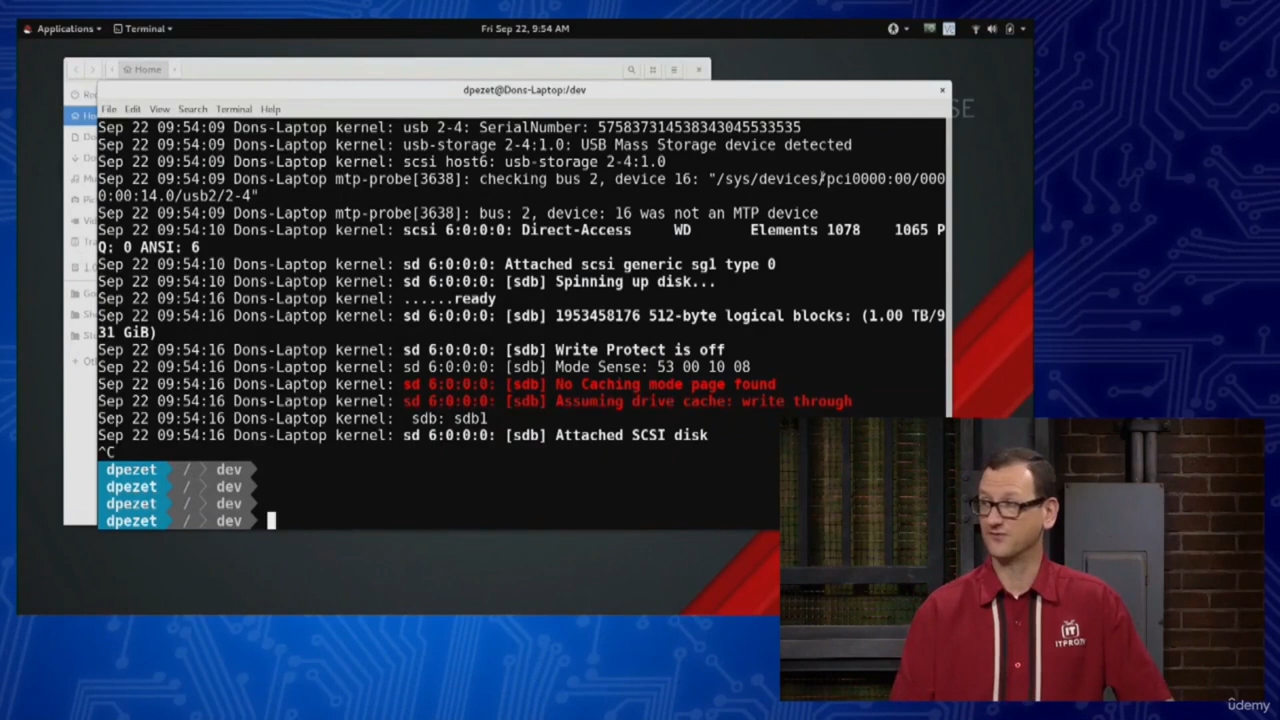 Applications
Terminal
Fri Sep 22, 9:54 AM
Home
dpezet@Dons-Laptop:/dev
File Edit View Search Terminal Help
SE
Sep 22 09:54:09 Dons-Laptop kernel: usb 2-4: SerialNumber: 575837314538343045533535
Sep 22 09:54:09 Dons-Laptop kernel: usb-storage 2-4:1.0: USB Mass Storage device detected
Sep 22 09:54:09 Dons-Laptop kernel: scsi host6: usb-storage 2-4:1.0
Sep 22 09:54:09 Dons-Laptop mtp-probe[3638]: checking bus 2, device 16: "/sys/devices/pci0000:00/000
0:00:14.0/usb2/2-4"
Sep 22 09:54:09 Dons-Laptop mtp-probe[3638]: bus: 2, device: 16 was not an MTP device
Sep 22 09:54:10 Dons-Laptop kernel: scsi 6:0:0:0: Direct-Access WD Elements 1078 1065 P
Q: 0 ANSI: 6
Sep 22 09:54:10 Dons-Laptop kernel: sd 6:0:0:0: Attached scsi generic sg1 type 0
Sep 22 09:54:10 Dons-Laptop kernel: sd 6:0:0:0: [sdb] Spinning up disk...
Sep 22 09:54:16 Dons-Laptop kernel: ......ready
Sep 22 09:54:16 Dons-Laptop kernel: sd 6:0:0:0: [sdb] 1953458176 512-byte logical blocks: (1.00 TB/9
31 GiB)
Sep 22 09:54:16 Dons-Laptop kernel: sd 6:0:0:0: [sdb] Write Protect is off
Sep 22 09:54:16 Dons-Laptop kernel: sd 6:0:0:0: [sdb] Mode Sense: 53 00 10 08
Sep 22 09:54:16 Dons-Laptop kernel: sd 6:0:0:0: [sdb] No Caching mode page found
Sep 22 09:54:16 Dons-Laptop kernel: sd 6:0:0:0: [sdb] Assuming drive cache: write through
Sep 22 09:54:16 Dons-Laptop kernel: sdb: sdb1
Sep 22 09:54:16 Dons-Laptop kernel: sd 6:0:0:0: [sdb] Attached SCSI disk
^C
dpezet / dev
dpezet / dev
dpezet / dev
dpezet / dev
IT
ITPROTV
ûdemy